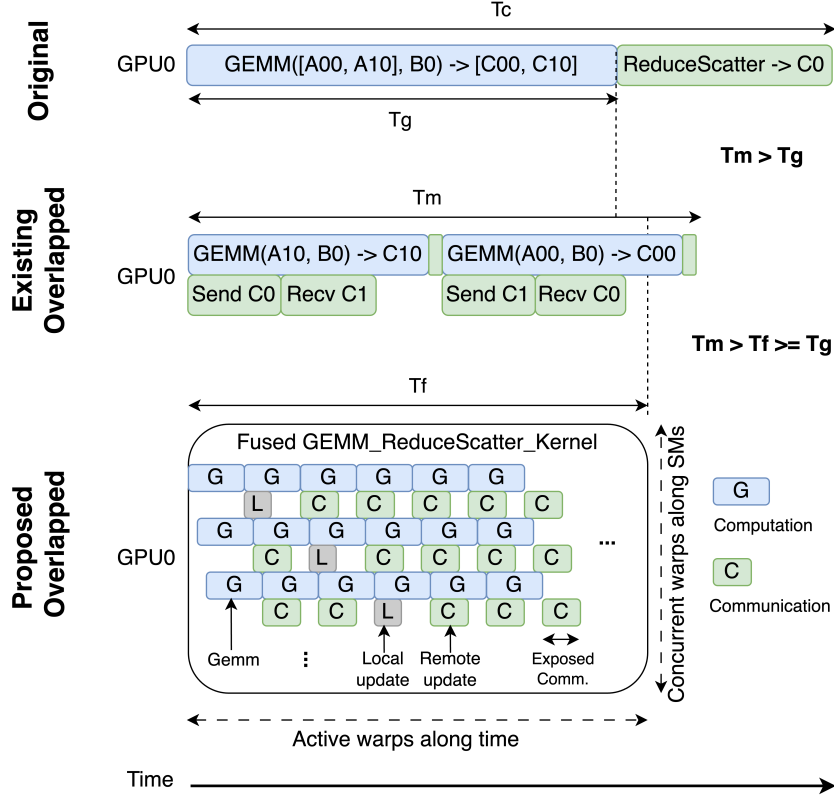 Tc
Original
GPU0
GEMM([A00, A10], B0) -> [C00, C10]
ReduceScatter -> C0
Tg
Tm > Tg
Tm
Existing
Overlapped
GPU0
GEMM(A10, B0) -> C10
GEMM(A00, B0) -> C00
Send C0
Recv C1
Send C1
Recv C0
Tm > Tf >= Tg
Tf
Proposed
Overlapped
GPU0
Fused GEMM_ReduceScatter_Kernel
G G G G G G
L C C C C C
G G G G G G
C L C C C C
...
G G G G G G
C C L C C C
Gemm
...
Local
update
Remote
update
Exposed
Comm.
Concurrent warps along SMs
G
Computation
C
Communication
Active warps along time
Time